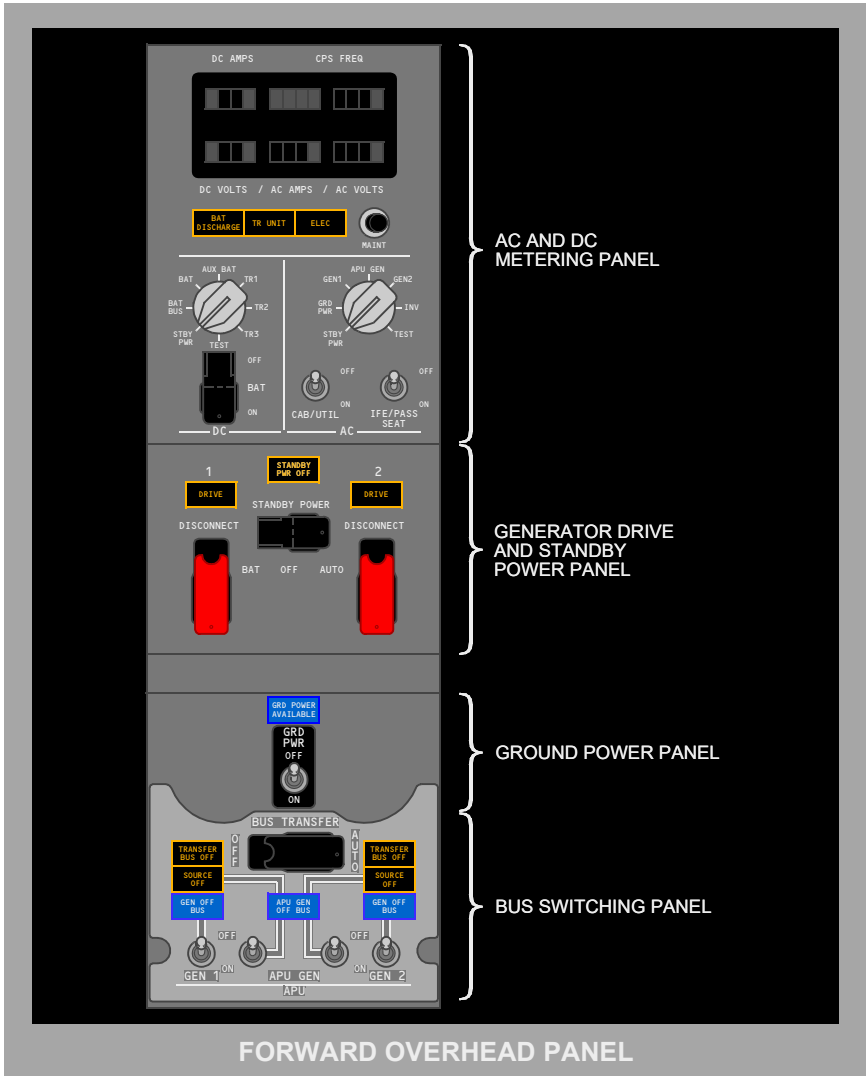 DC AMPS
CPS FREQ
DC VOLTS / AC AMPS / AC VOLTS
BAT
DISCHARGE
TR UNIT
ELEC
MAINT
AUX BAT
BAT
TR1
BAT
BUS
TR2
STBY
PWR
TR3
TEST
APU GEN
GEN1
GEN2
GRD
PWR
INV
STBY
PWR
TEST
OFF
BAT
ON
DC
OFF
ON
CAB/UTIL
OFF
ON
IFE/PASS
SEAT
AC
AC AND DC
METERING PANEL
1
STANDBY
PWR OFF
2
DRIVE
DRIVE
STANDBY POWER
DISCONNECT
DISCONNECT
BAT
OFF
AUTO
GENERATOR DRIVE
AND STANDBY
POWER PANEL
GRD POWER
AVAILABLE
GRD
PWR
OFF
ON
GROUND POWER PANEL
BUS TRANSFER
OFF
AUTO
TRANSFER
BUS OFF
TRANSFER
BUS OFF
SOURCE
OFF
SOURCE
OFF
GEN OFF
BUS
APU GEN
OFF BUS
GEN OFF
BUS
OFF
OFF
ON
ON
GEN 1
APU GEN
GEN 2
APU
BUS SWITCHING PANEL
FORWARD OVERHEAD PANEL